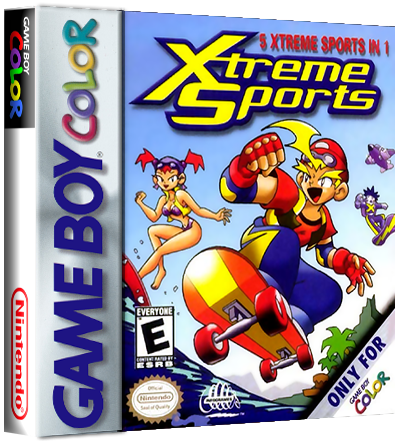 GAME BOY
COLOR
Nintendo
GAME BOY COLOR
5 XTREME SPORTS IN 1
Xtreme
Sports
EVERYONE
E
CONTENT RATED BY
ESRB
Official
Nintendo
Seal of Quality
ONLY FOR
GAME BOY
COLOR